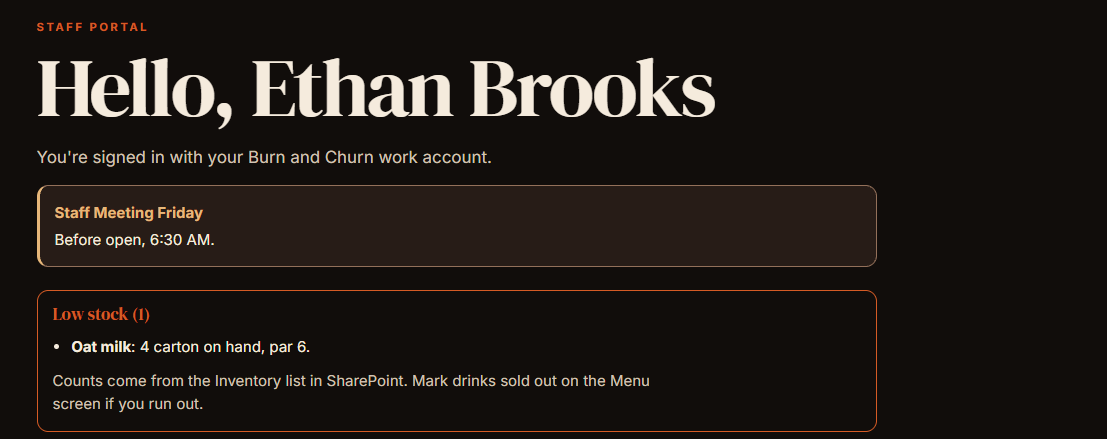 STAFF PORTAL
Hello, Ethan Brooks
You're signed in with your Burn and Churn work account.
Staff Meeting Friday
Before open, 6:30 AM.
Low stock (1)
• Oat milk: 4 carton on hand, par 6.
Counts come from the Inventory list in SharePoint. Mark drinks sold out on the Menu
screen if you run out.